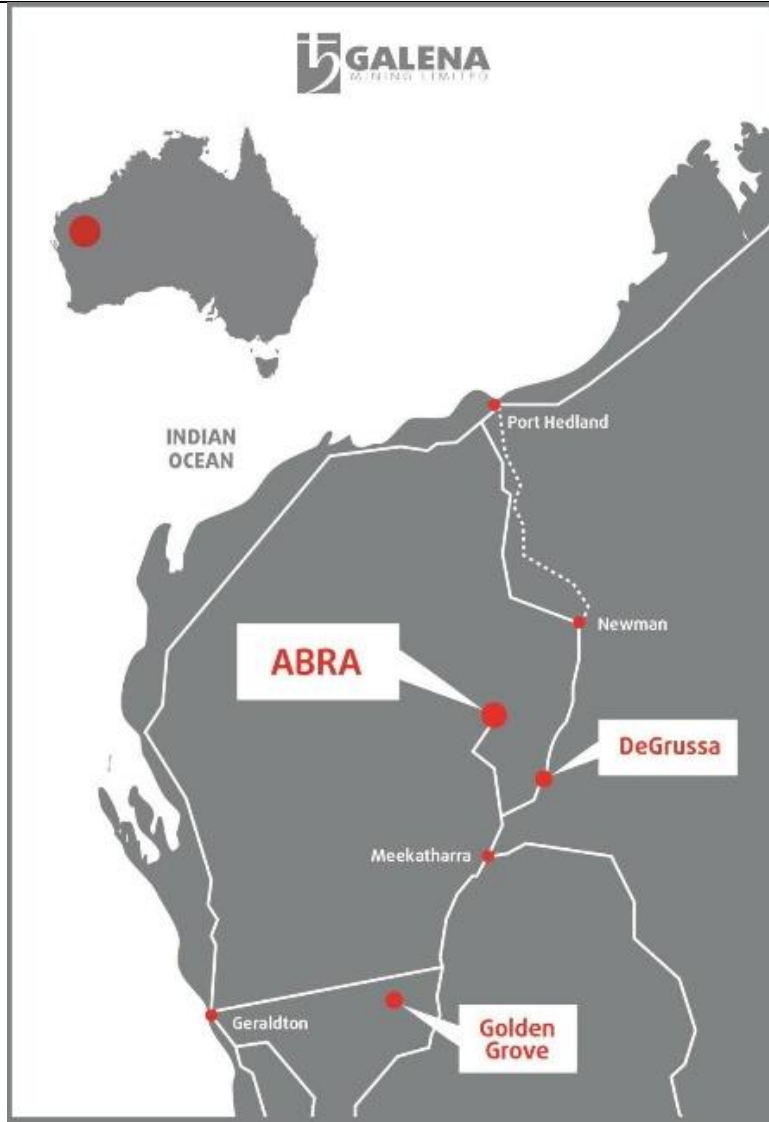 GALENA
MINING LIMITED
INDIAN
OCEAN
Port Hedland
Newman
ABRA
DeGrussa
Meekatharra
Geraldton
Golden
Grove